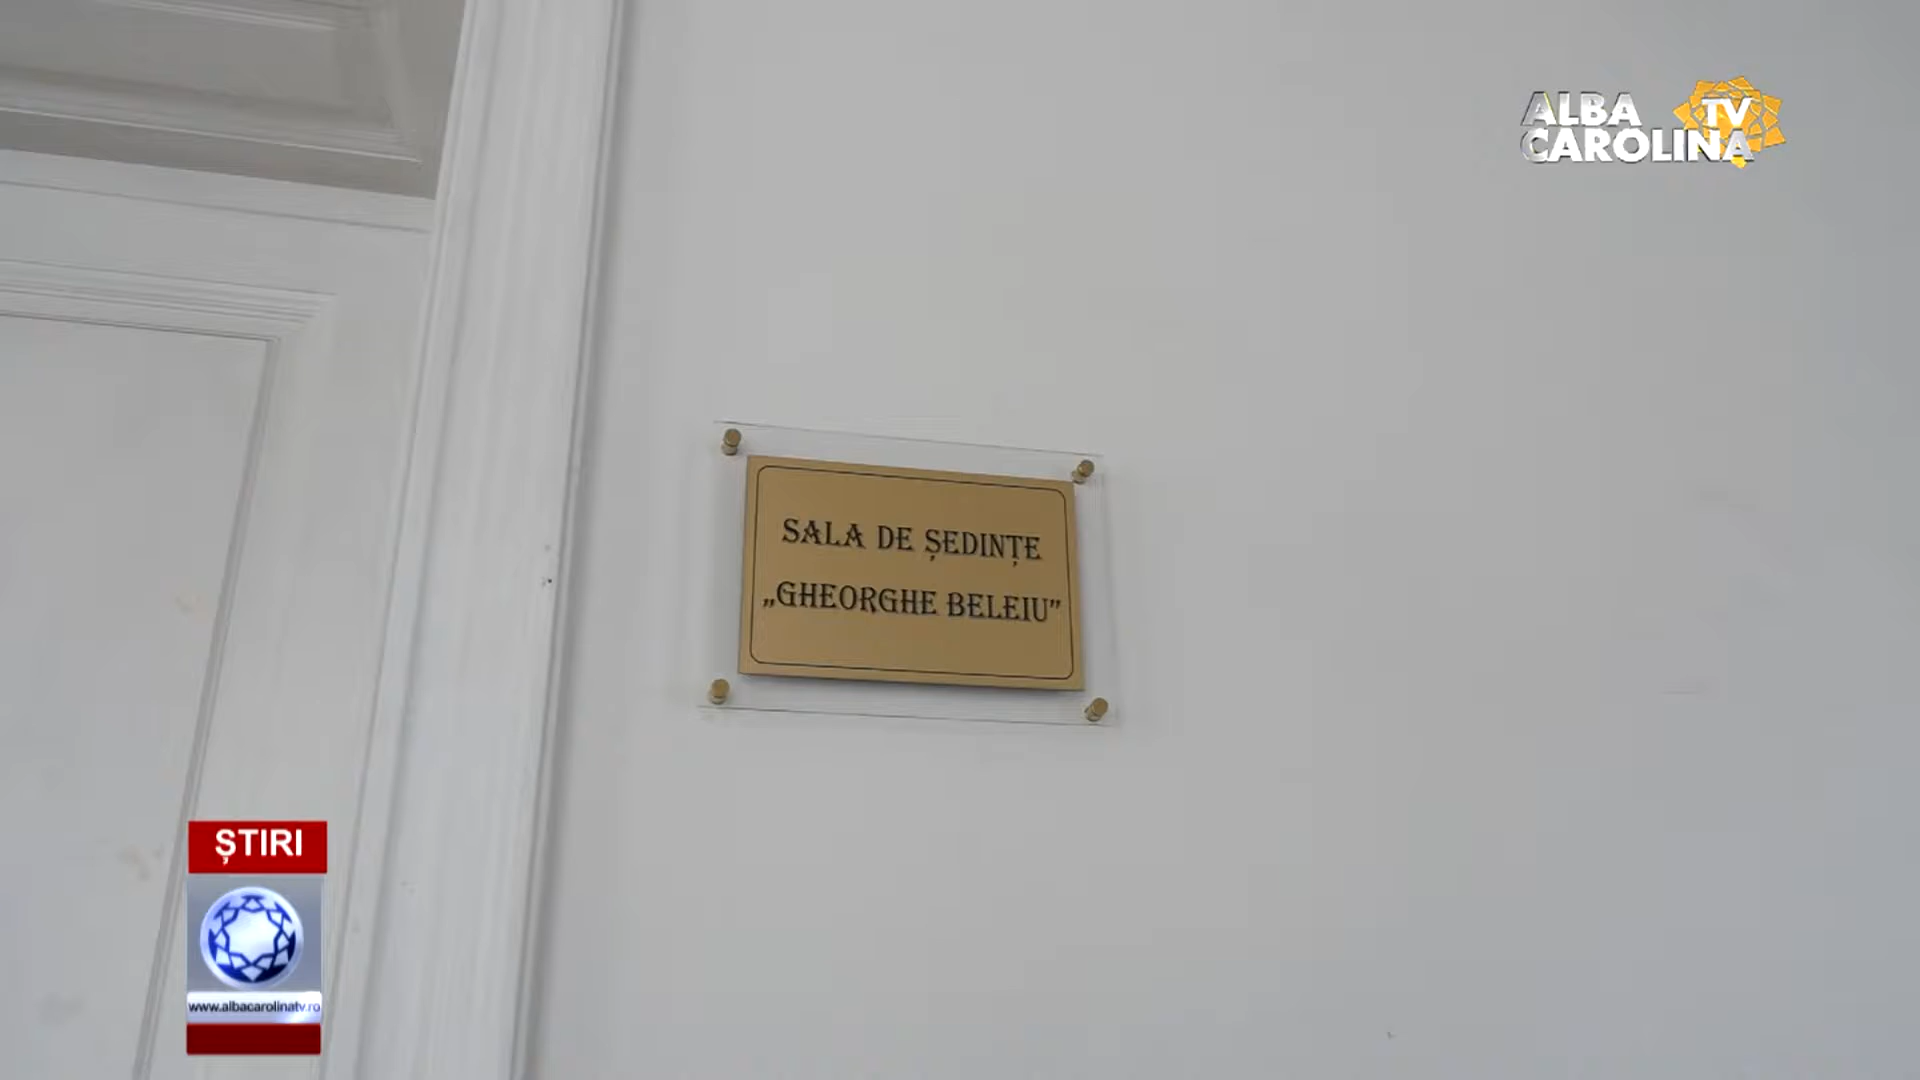 ALBA TV
CAROLINA
SALA DE ȘEDINȚE
„GHEORGHE BELEIU”
ȘTIRI
www.albacarolinatv.ro